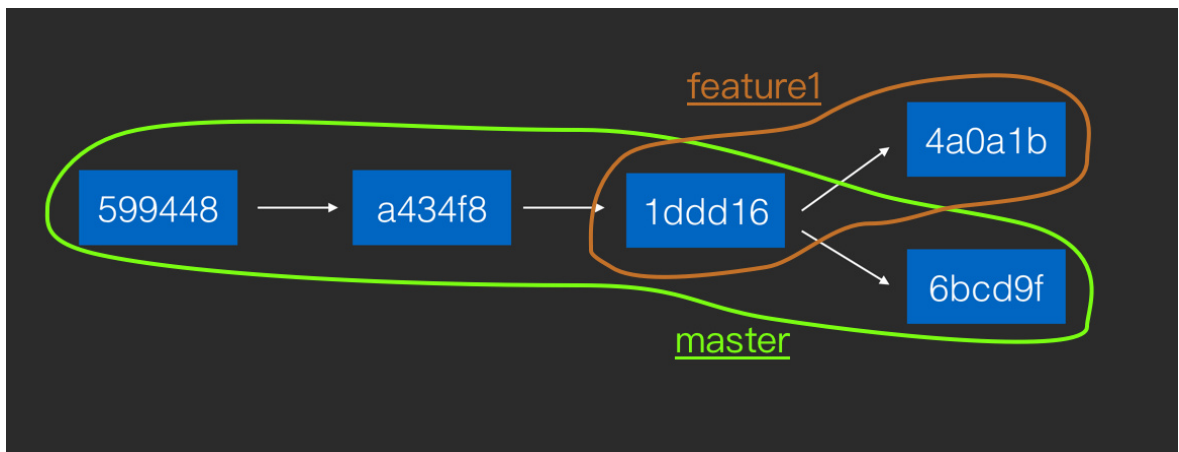 feature1
4a0a1b
599448
a434f8
1ddd16
6bcd9f
master